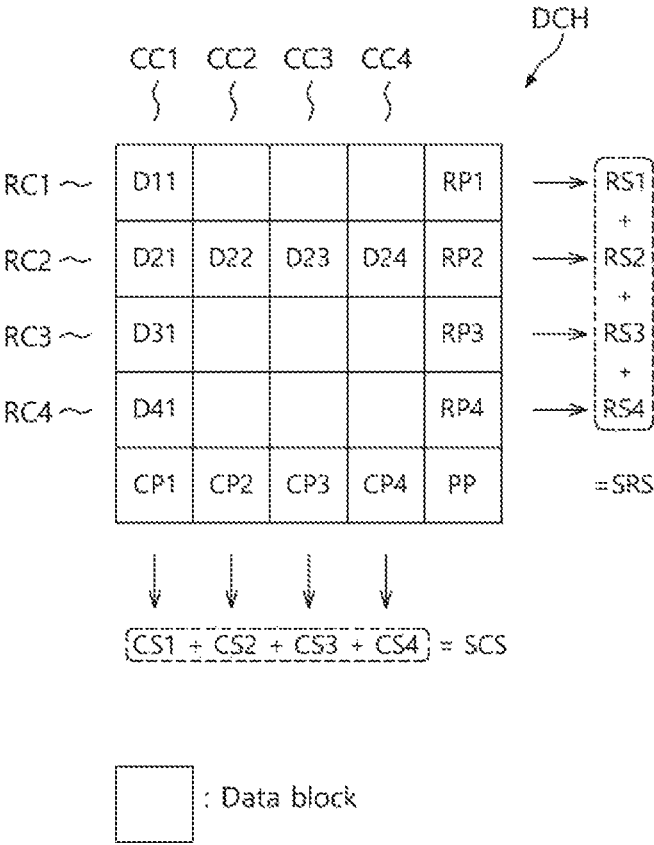 DCH
CC1 CC2 CC3 CC4
RC1 D11 RP1 RS1
+
RC2 D21 D22 D23 D24 RP2 RS2
+
RC3 D31 RP3 RS3
+
RC4 D41 RP4 RS4
CP1 CP2 CP3 CP4 PP =SRS
CS1 + CS2 + CS3 + CS4 = SCS
: Data block